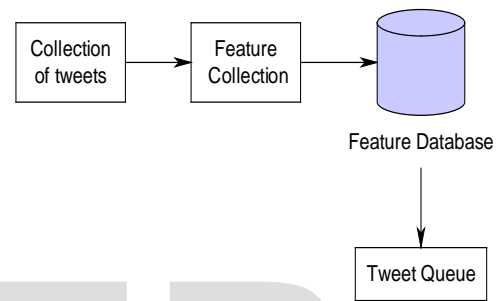 Collection
of tweets
Feature
Collection
Feature Database
Tweet Queue